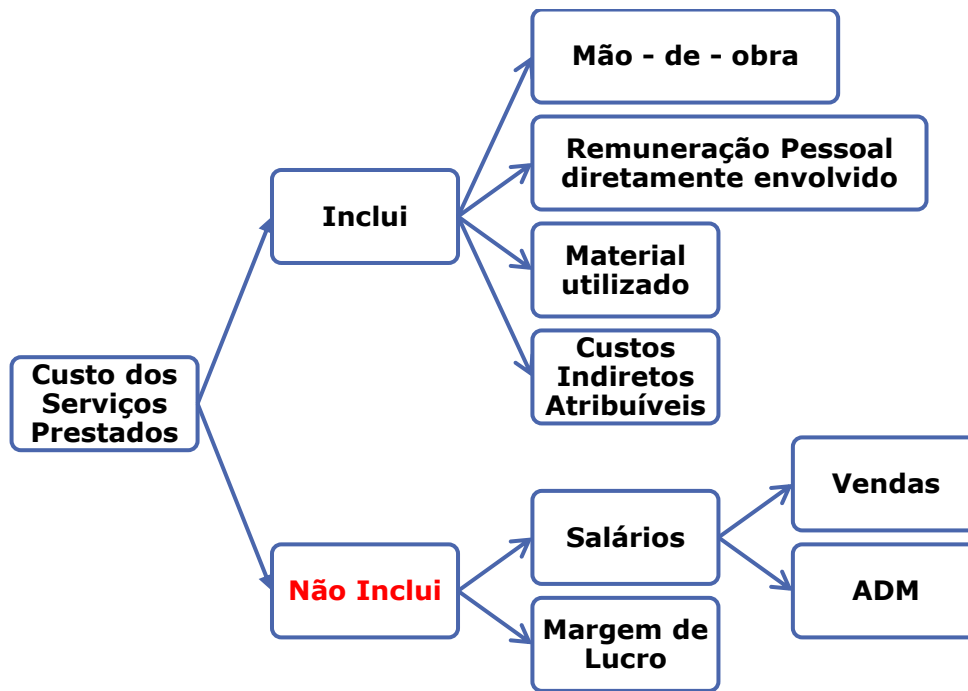 Mão - de - obra
Remuneração Pessoal
diretamente envolvido
Inclui
Material
utilizado
Custos
Indiretos
Atribuíveis
Custo dos
Serviços
Prestados
Vendas
Salários
Não Inclui
ADM
Margem de
Lucro